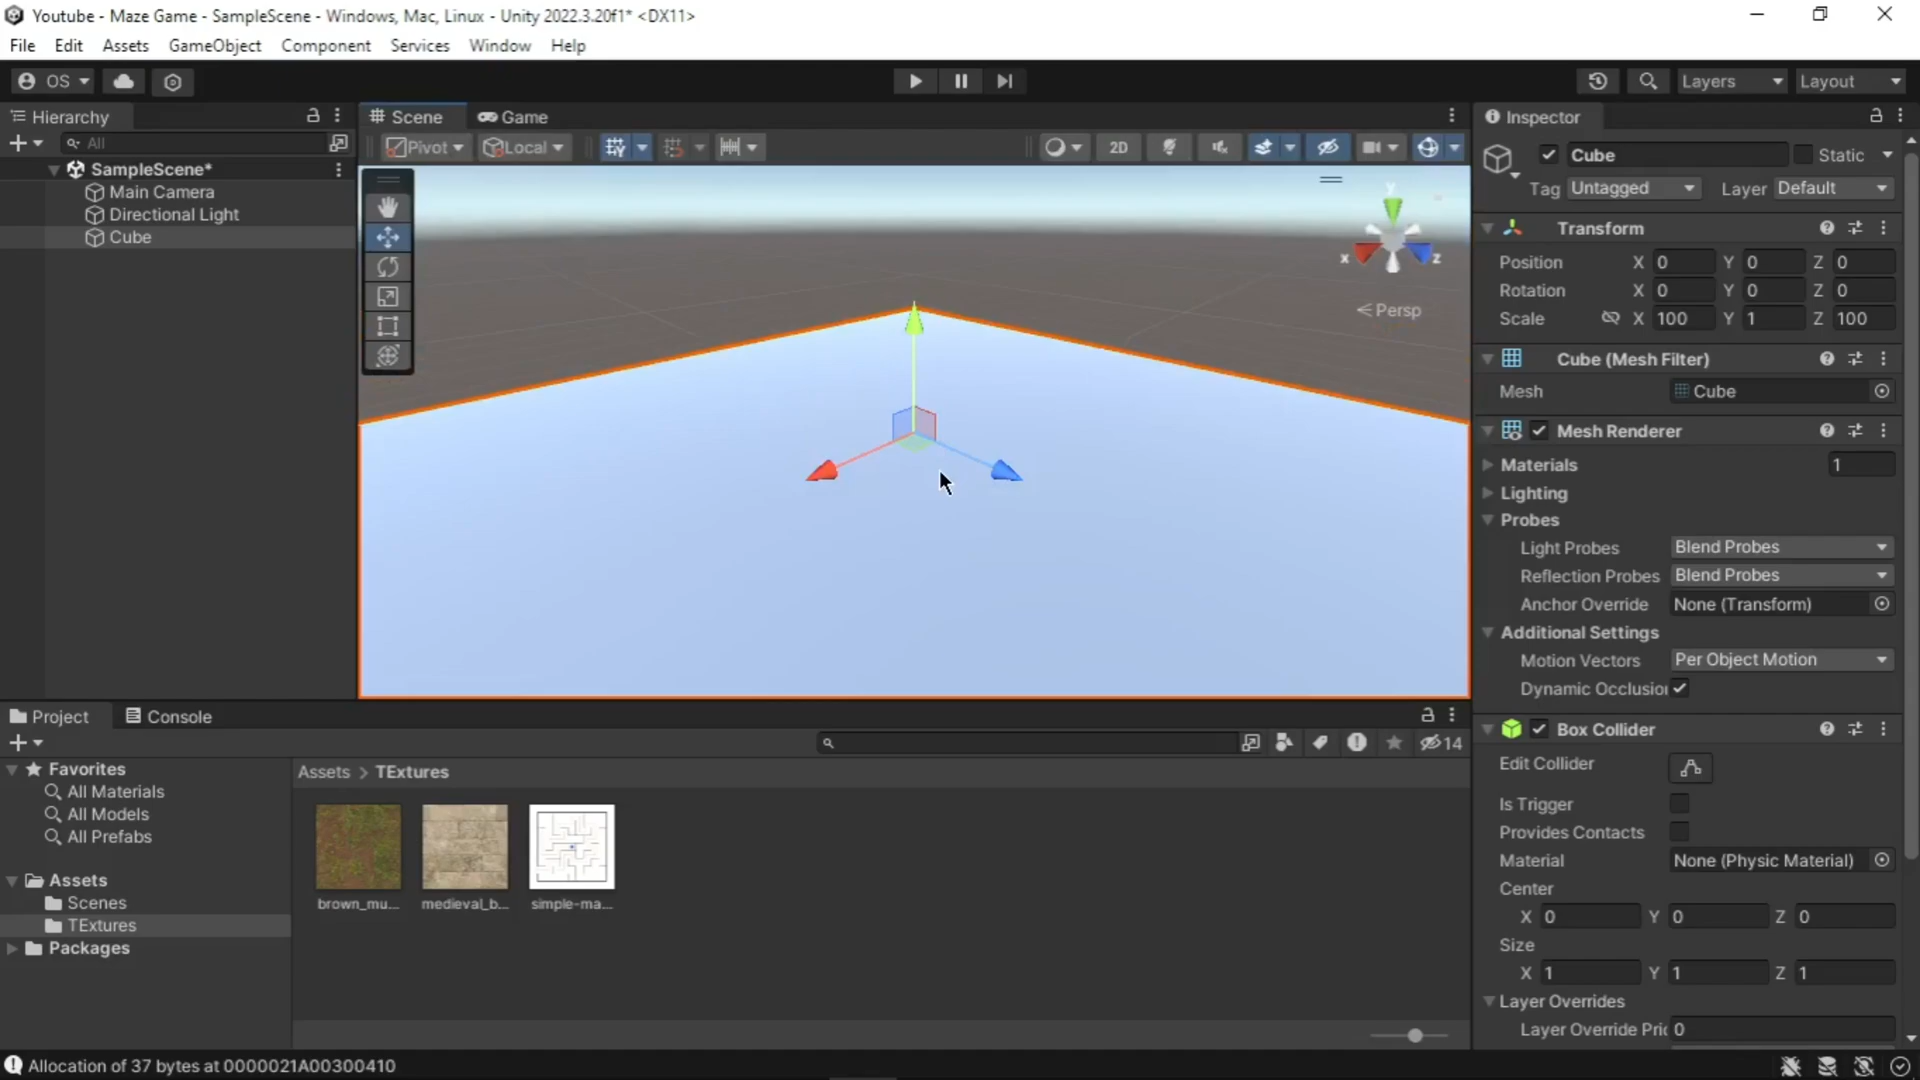 Youtube - Maze Game - SampleScene - Windows, Mac, Linux - Unity 2022.3.20f1* <DX11>
File Edit Assets GameObject Component Services Window Help
OS Layers Layout
Hierarchy
All
SampleScene*
Main Camera
Directional Light
Cube
Scene Game
Pivot Local 2D
y
x z
Persp
Inspector
Cube Static
Tag Untagged Layer Default
Transform
Position X 0 Y 0 Z 0
Rotation X 0 Y 0 Z 0
Scale X 100 Y 1 Z 100
Cube (Mesh Filter)
Mesh Cube
Mesh Renderer
Materials 1
Lighting
Probes
Light Probes Blend Probes
Reflection Probes Blend Probes
Anchor Override None (Transform)
Additional Settings
Motion Vectors Per Object Motion
Dynamic Occlusio
Box Collider
Edit Collider
Is Trigger
Provides Contacts
Material None (Physic Material)
Center
X 0 Y 0 Z 0
Size
X 1 Y 1 Z 1
Layer Overrides
Layer Override Pri 0
Project Console
14
Favorites
All Materials
All Models
All Prefabs
Assets
Scenes
TExtures
Packages
Assets > TExtures
brown_mu... medieval_b... simple-ma...
Allocation of 37 bytes at 0000021A00300410